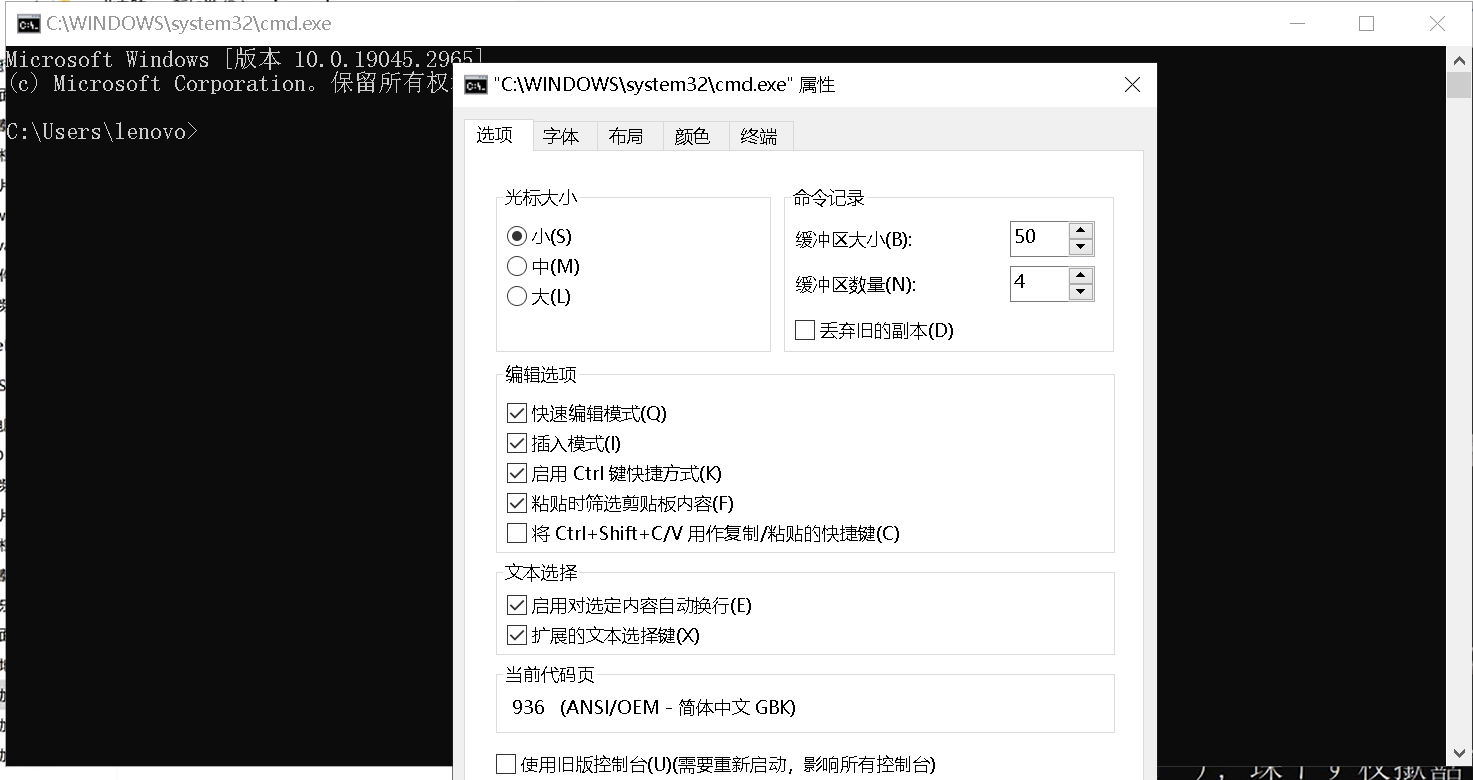 C:\WINDOWS\system32\cmd.exe
Microsoft Windows [版本 10.0.19045.2965]
(c) Microsoft Corporation。保留所有权
C:\Users\lenovo>
"C:\WINDOWS\system32\cmd.exe" 属性
选项 字体 布局 颜色 终端
光标大小
小(S)
中(M)
大(L)
命令记录
缓冲区大小(B): 50
缓冲区数量(N): 4
丢弃旧的副本(D)
编辑选项
快速编辑模式(Q)
插入模式(I)
启用 Ctrl 键快捷方式(K)
粘贴时筛选剪贴板内容(F)
将 Ctrl+Shift+C/V 用作复制/粘贴的快捷键(C)
文本选择
启用对选定内容自动换行(E)
扩展的文本选择键(X)
当前代码页
936 (ANSI/OEM - 简体中文 GBK)
使用旧版控制台(U)(需要重新启动，影响所有控制台)